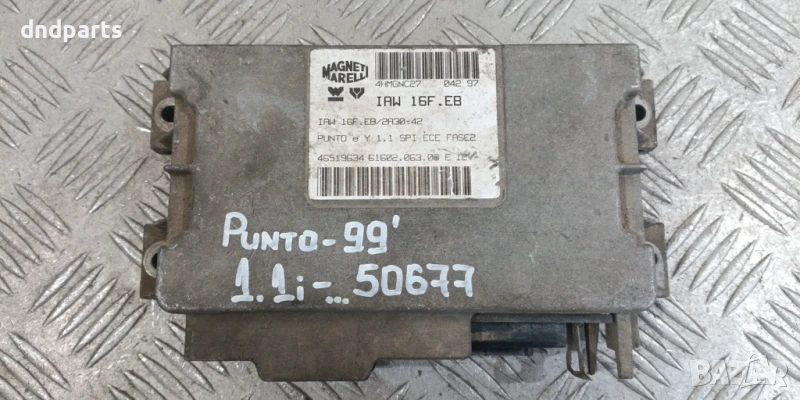 dndparts
MAGNETI
MARELLI
4HMGNC27 042 97
IAW 16F.EB
IAW 16F.EB/2A30:42
PUNTO d Y 1.1 SPI ECE FASE2
46519634 61602.063.08 E 12V
PUNTO-99'
1.1i-...50677
BAZAR